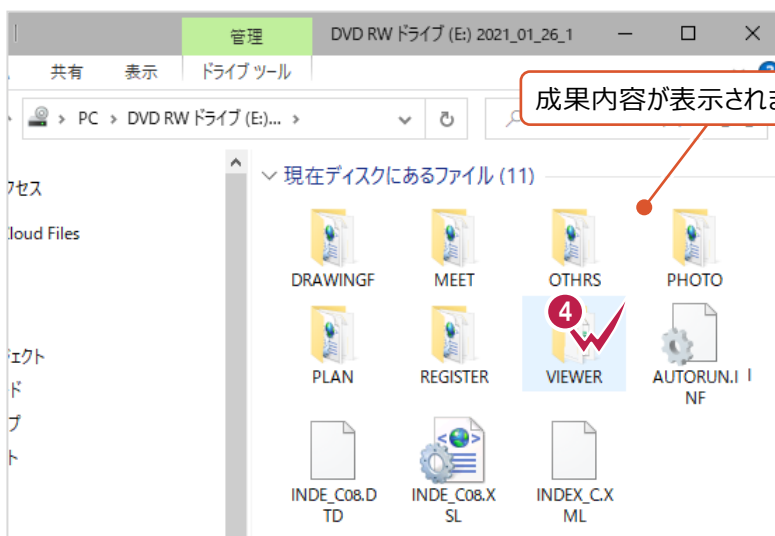 管理
DVD RW ドライブ (E:) 2021_01_26_1
共有 表示 ドライブ ツール
PC › DVD RW ドライブ (E:)... ›
成果内容が表示されま
現在ディスクにあるファイル (11)
クセス
loud Files
DRAWINGF MEET OTHRS PHOTO
4
ジェクト
ード
PLAN REGISTER VIEWER AUTORUN.I
NF
プ
ト
INDE_C08.D INDE_C08.X INDEX_C.X
TD SL ML